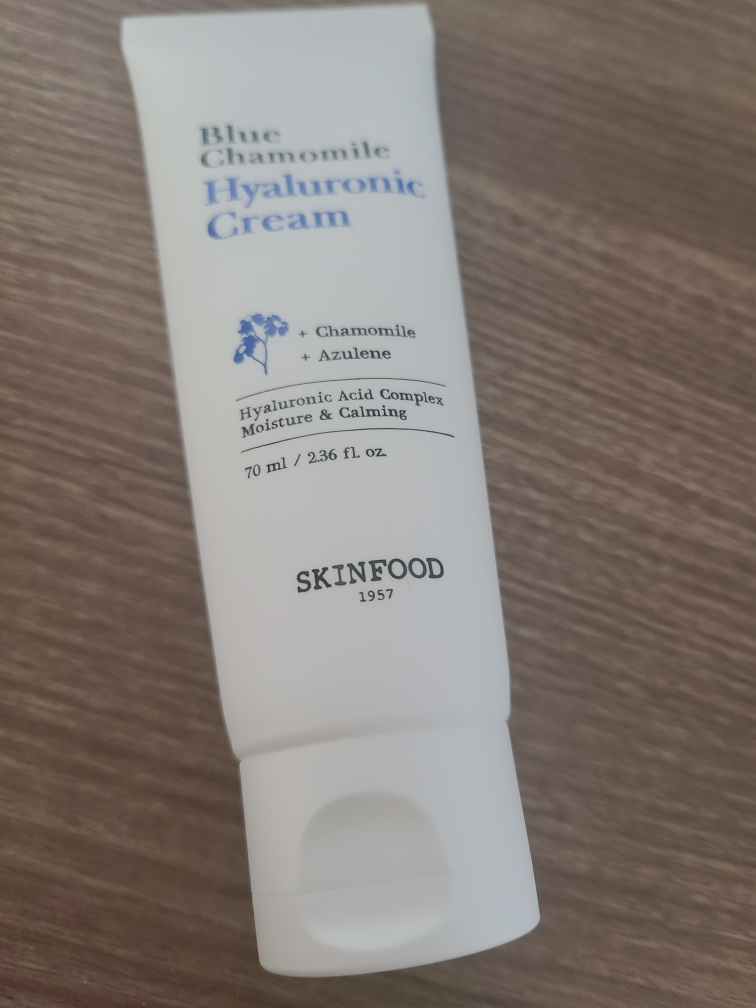 Blue
Chamomile
Hyaluronic
Cream
+ Chamomile
+ Azulene
Hyaluronic Acid Complex
Moisture & Calming
70 ml / 2.36 fl. oz.
SKINFOOD
1957